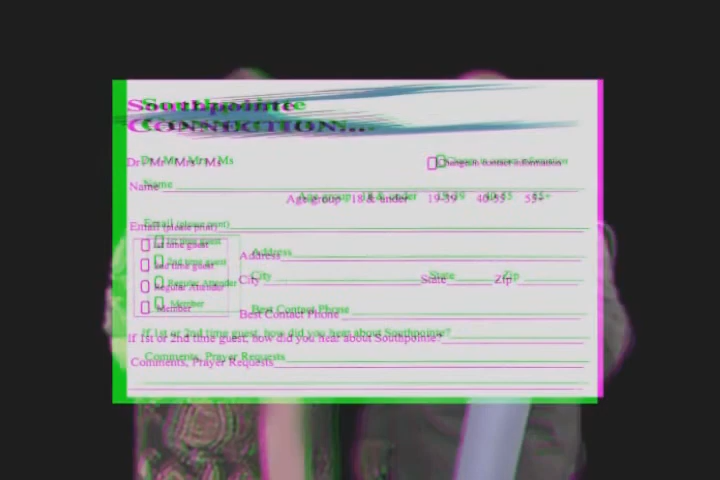 Southpointe
CONNECTION...
Dr / Mr / Mrs / Ms
Change in contact information
Name
Age group 18 & under 19-39 40-55 55+
Email (please print)
1st time guest
2nd time guest
Regular Attender
Member
Address
City State Zip
Best Contact Phone
If 1st or 2nd time guest, how did you hear about Southpointe?
Comments, Prayer Requests